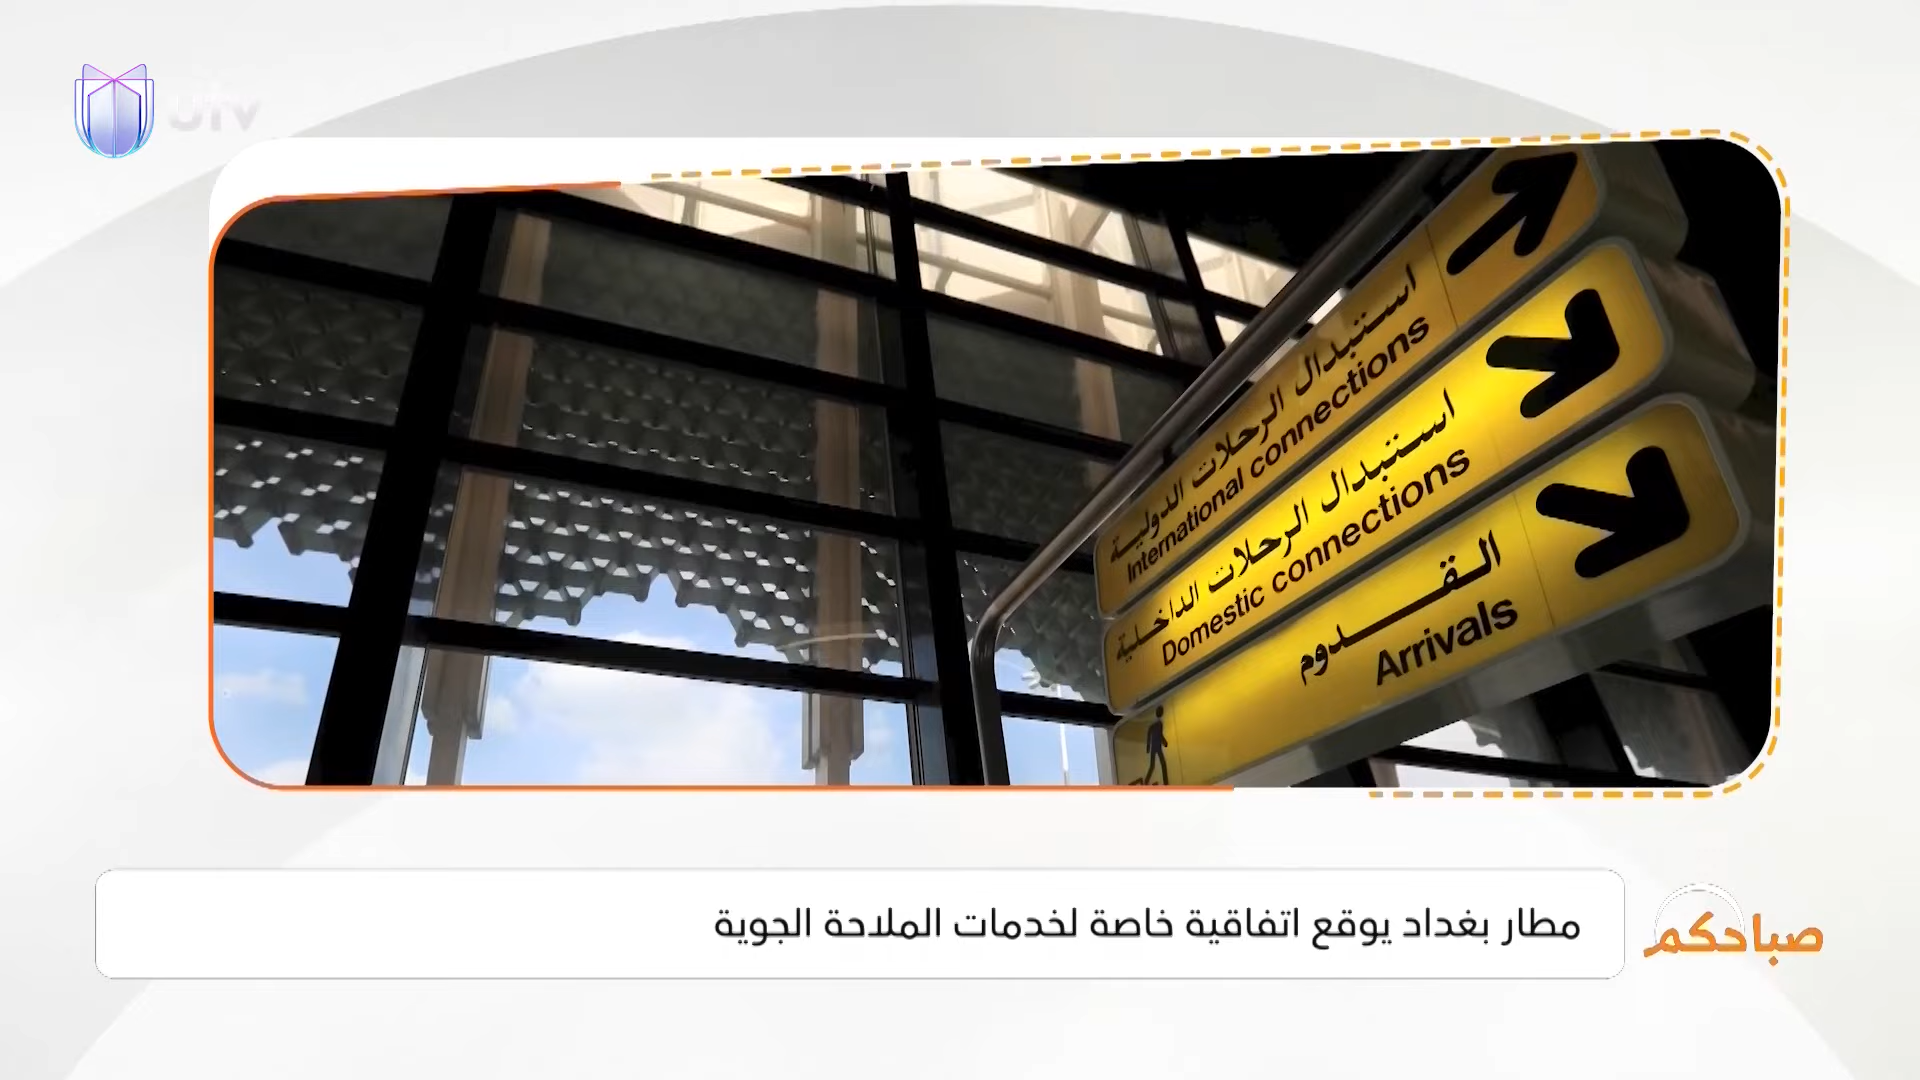 UTV
استبدال الرحلات الدولية
International connections
استبدال الرحلات الداخلية
Domestic connections
القـــدوم
Arrivals
مطار بغداد يوقع اتفاقية خاصة لخدمات الملاحة الجوية
صباحكم